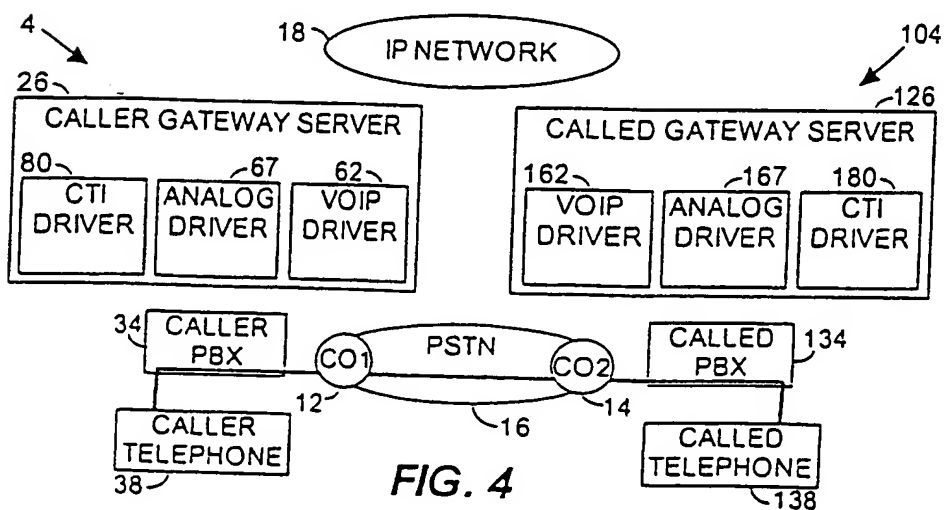 4
18
IP NETWORK
104
26
126
CALLER GATEWAY SERVER
CALLED GATEWAY SERVER
80
67
62
162
167
180
CTI
DRIVER
ANALOG
DRIVER
VOIP
DRIVER
VOIP
DRIVER
ANALOG
DRIVER
CTI
DRIVER
34
CALLER
PBX
CO1
PSTN
CO2
CALLED
PBX
134
12
16
14
CALLER
TELEPHONE
38
CALLED
TELEPHONE
138
FIG. 4